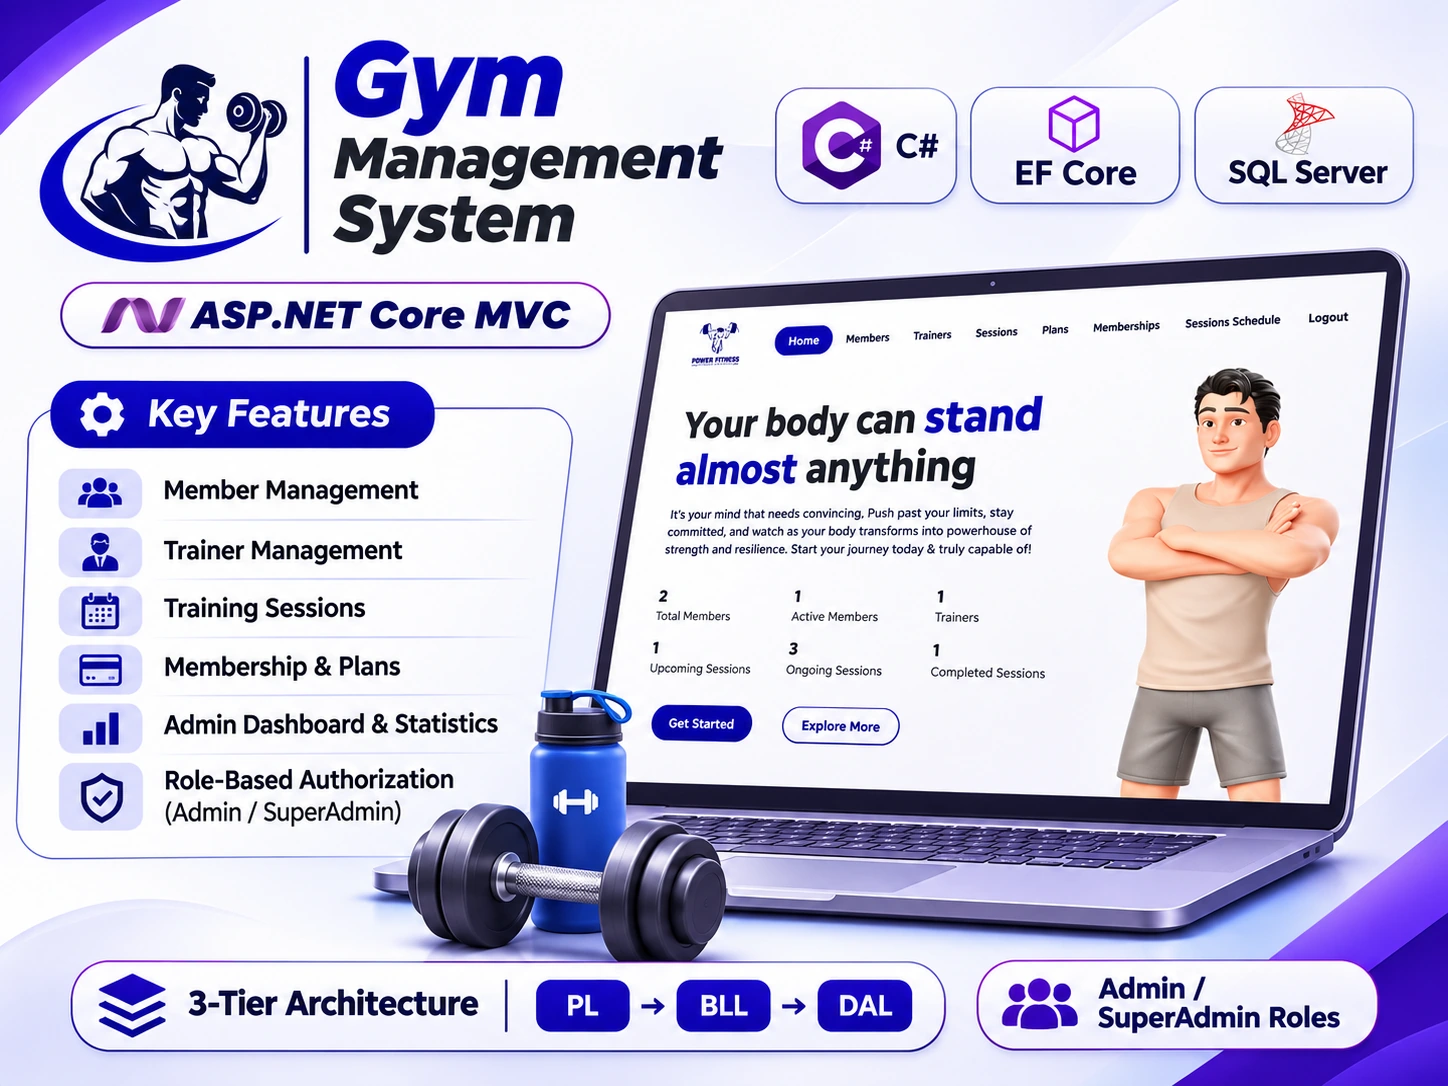 Gym
Management
System
C#
EF Core
SQL Server
ASP.NET Core MVC
Key Features
Member Management
Trainer Management
Training Sessions
Membership & Plans
Admin Dashboard & Statistics
Role-Based Authorization
(Admin / SuperAdmin)
POWER FITNESS
Home
Members
Trainers
Sessions
Plans
Memberships
Sessions Schedule
Logout
Your body can stand
almost anything
It's your mind that needs convincing, Push past your limits, stay
committed, and watch as your body transforms into powerhouse of
strength and resilience. Start your journey today & truly capable of!
2
Total Members
1
Active Members
1
Trainers
1
Upcoming Sessions
3
Ongoing Sessions
1
Completed Sessions
Get Started
Explore More
3-Tier Architecture
PL → BLL → DAL
Admin /
SuperAdmin Roles